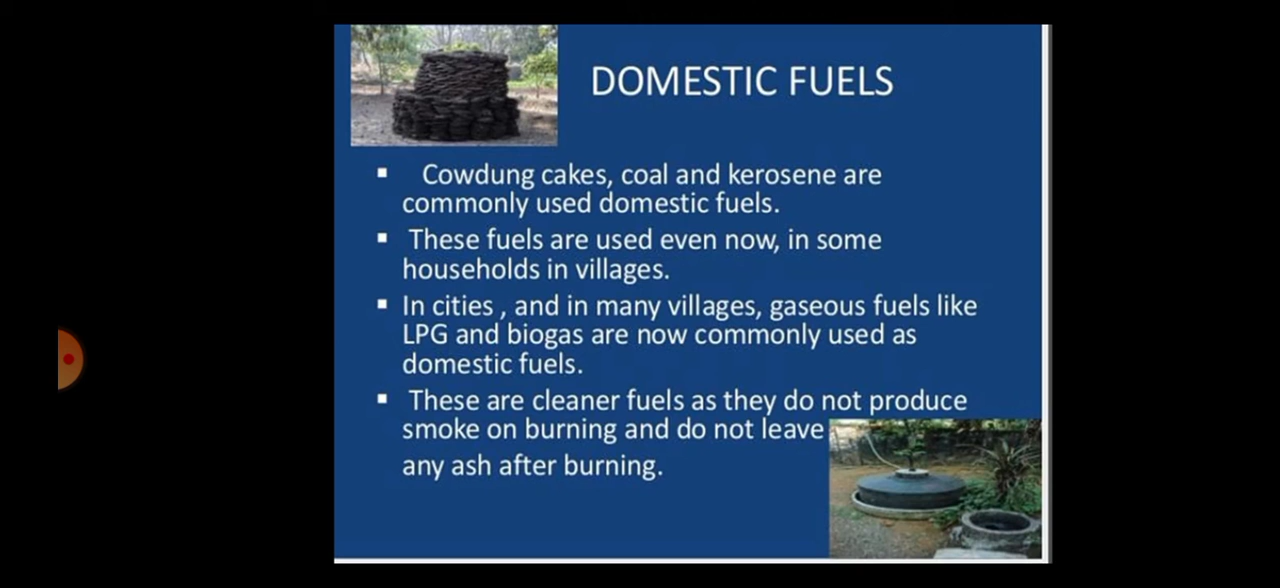 DOMESTIC FUELS
▪ Cowdung cakes, coal and kerosene are
commonly used domestic fuels.
▪ These fuels are used even now, in some
households in villages.
▪ In cities , and in many villages, gaseous fuels like
LPG and biogas are now commonly used as
domestic fuels.
▪ These are cleaner fuels as they do not produce
smoke on burning and do not leave
any ash after burning.